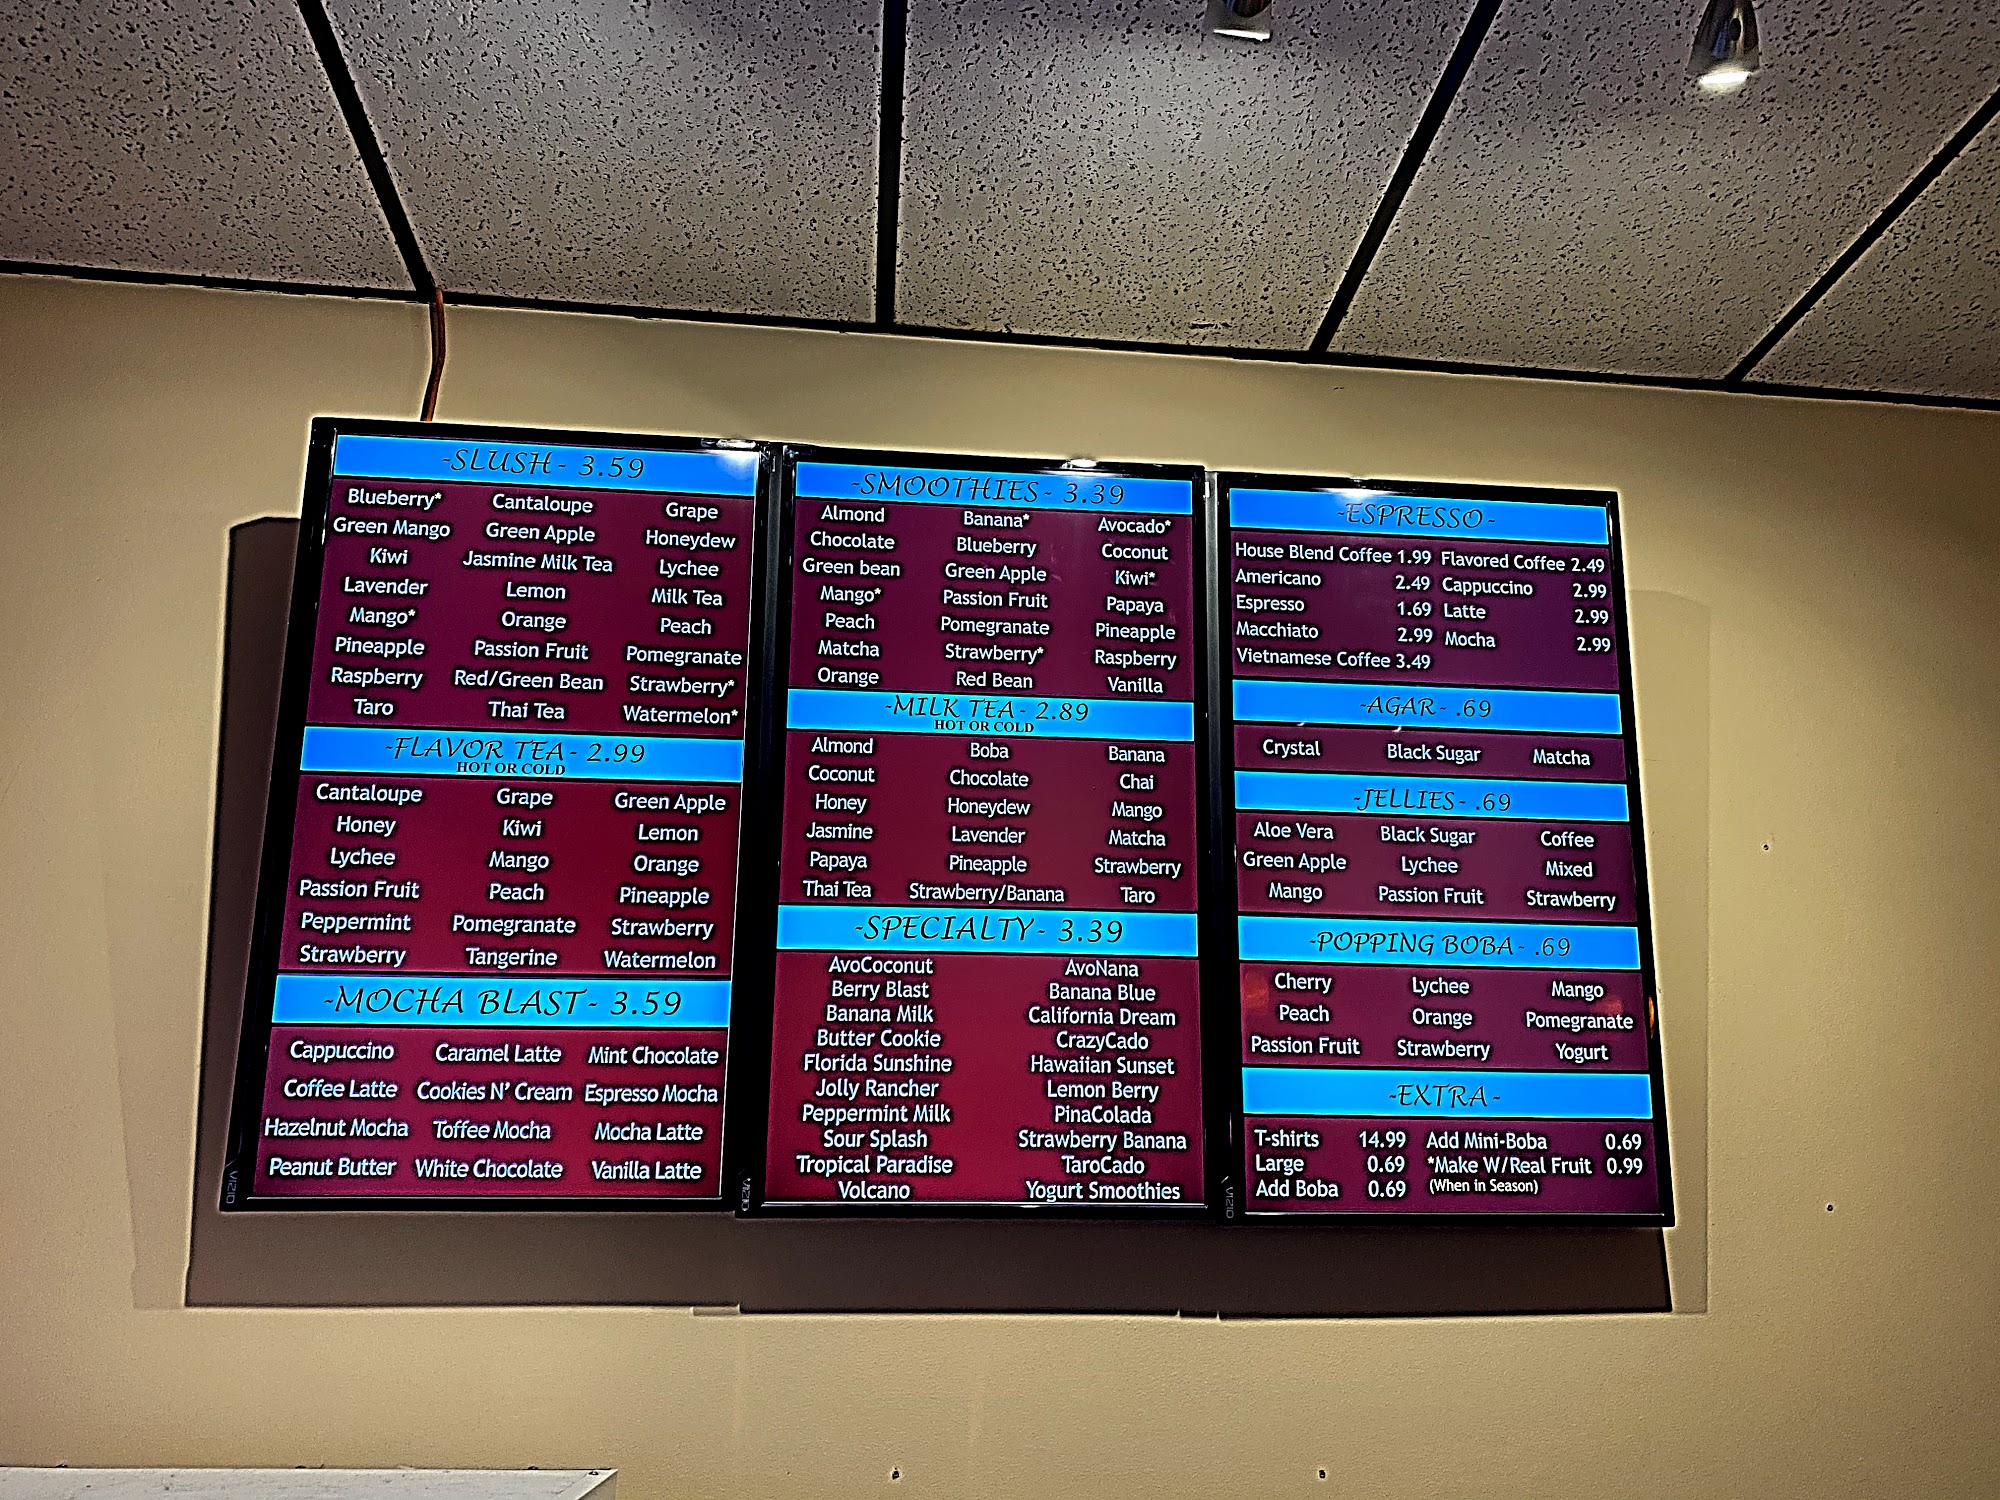 -SLUSH- 3.59
Blueberry* Cantaloupe Grape
Green Mango Green Apple Honeydew
Kiwi Jasmine Milk Tea Lychee
Lavender Lemon Milk Tea
Mango* Orange Peach
Pineapple Passion Fruit Pomegranate
Raspberry Red/Green Bean Strawberry*
Taro Thai Tea Watermelon*
-FLAVOR TEA- 2.99
HOT OR COLD
Cantaloupe Grape Green Apple
Honey Kiwi Lemon
Lychee Mango Orange
Passion Fruit Peach Pineapple
Peppermint Pomegranate Strawberry
Strawberry Tangerine Watermelon
-MOCHA BLAST- 3.59
Cappuccino Caramel Latte Mint Chocolate
Coffee Latte Cookies N' Cream Espresso Mocha
Hazelnut Mocha Toffee Mocha Mocha Latte
Peanut Butter White Chocolate Vanilla Latte
VIZIO
-SMOOTHIES- 3.39
Almond Banana* Avocado*
Chocolate Blueberry Coconut
Green bean Green Apple Kiwi*
Mango* Passion Fruit Papaya
Peach Pomegranate Pineapple
Matcha Strawberry* Raspberry
Orange Red Bean Vanilla
-MILK TEA- 2.89
HOT OR COLD
Almond Boba Banana
Coconut Chocolate Chai
Honey Honeydew Mango
Jasmine Lavender Matcha
Papaya Pineapple Strawberry
Thai Tea Strawberry/Banana Taro
-SPECIALTY- 3.39
AvoCoconut AvoNana
Berry Blast Banana Blue
Banana Milk California Dream
Butter Cookie CrazyCado
Florida Sunshine Hawaiian Sunset
Jolly Rancher Lemon Berry
Peppermint Milk PinaColada
Sour Splash Strawberry Banana
Tropical Paradise TaroCado
Volcano Yogurt Smoothies
VIZIO
-ESPRESSO-
House Blend Coffee 1.99 Flavored Coffee 2.49
Americano 2.49 Cappuccino 2.99
Espresso 1.69 Latte 2.99
Macchiato 2.99 Mocha 2.99
Vietnamese Coffee 3.49
-AGAR- .69
Crystal Black Sugar Matcha
-JELLIES- .69
Aloe Vera Black Sugar Coffee
Green Apple Lychee Mixed
Mango Passion Fruit Strawberry
-POPPING BOBA- .69
Cherry Lychee Mango
Peach Orange Pomegranate
Passion Fruit Strawberry Yogurt
-EXTRA-
T-shirts 14.99 Add Mini-Boba 0.69
Large 0.69 *Make W/Real Fruit 0.99
Add Boba 0.69 (When in Season)
VIZIO